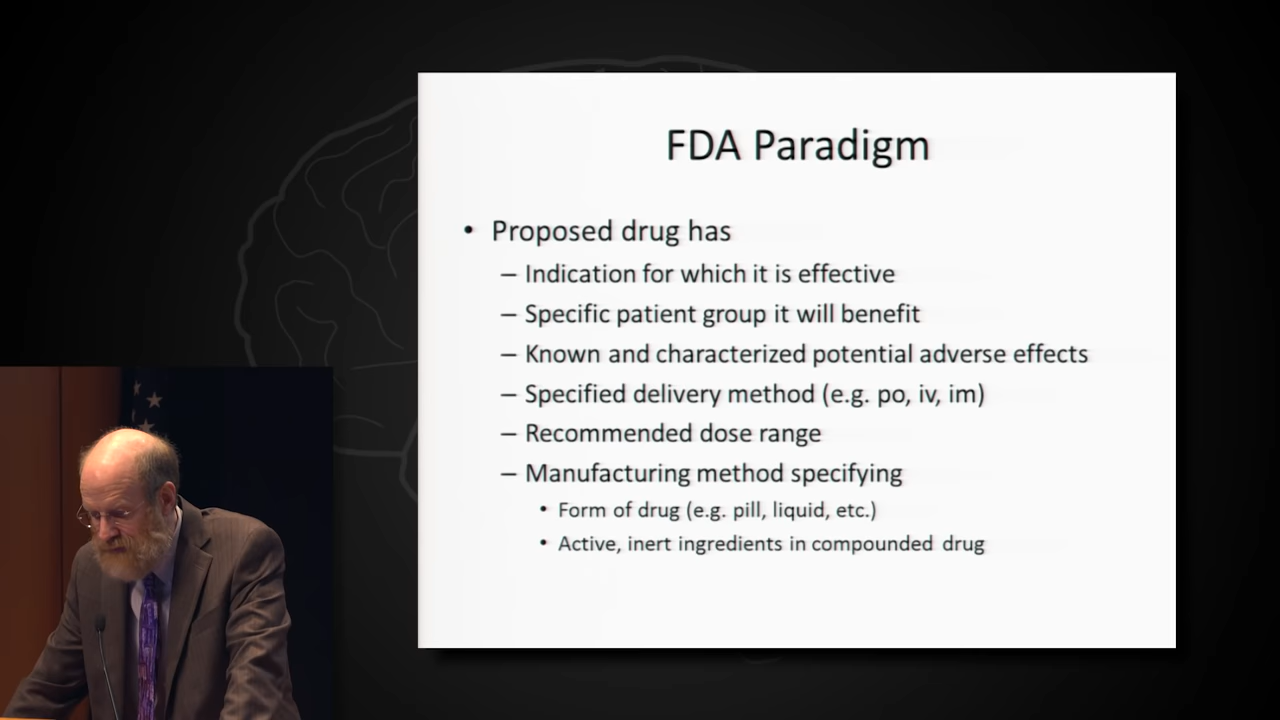 FDA Paradigm
• Proposed drug has
– Indication for which it is effective
– Specific patient group it will benefit
– Known and characterized potential adverse effects
– Specified delivery method (e.g. po, iv, im)
– Recommended dose range
– Manufacturing method specifying
• Form of drug (e.g. pill, liquid, etc.)
• Active, inert ingredients in compounded drug